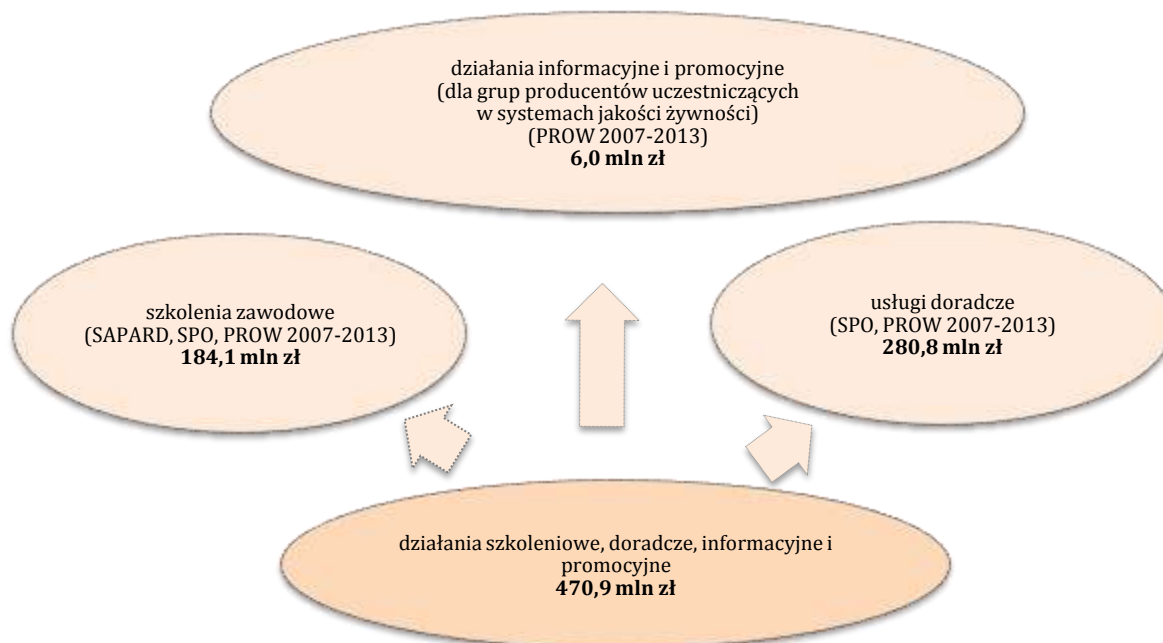 działania informacyjne i promocyjne
(dla grup producentów uczestniczących
w systemach jakości żywności)
(PROW 2007-2013)
6,0 mln zł
szkolenia zawodowe
(SAPARD, SPO, PROW 2007-2013)
184,1 mln zł
usługi doradcze
(SPO, PROW 2007-2013)
280,8 mln zł
działania szkoleniowe, doradcze, informacyjne i
promocyjne
470,9 mln zł